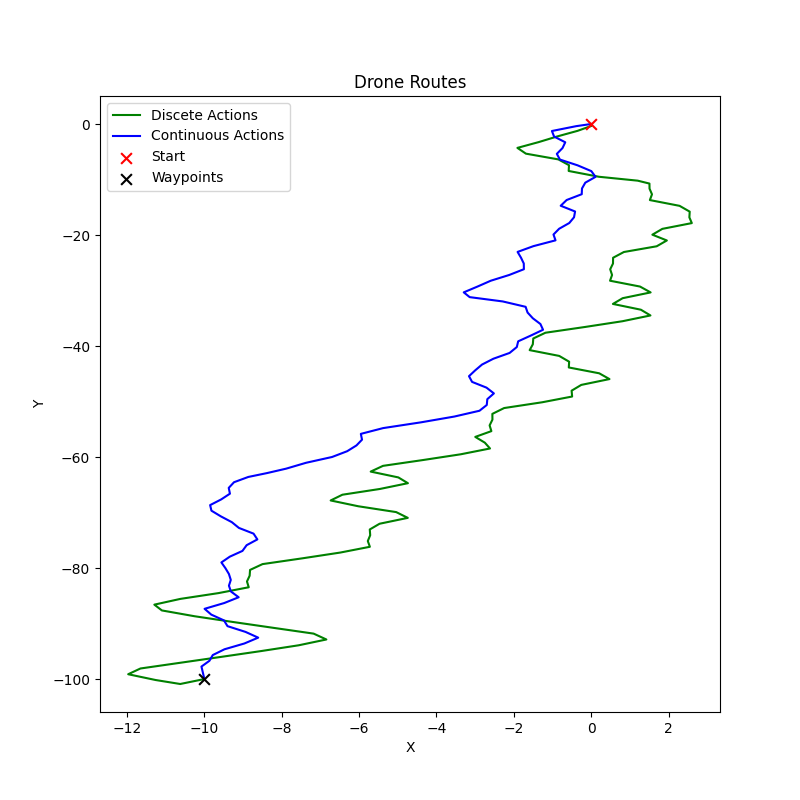 Drone Routes
Discete Actions
Continuous Actions
Start
Waypoints
0
−20
−40
−60
−80
−100
Y
−12 −10 −8 −6 −4 −2 0 2
X